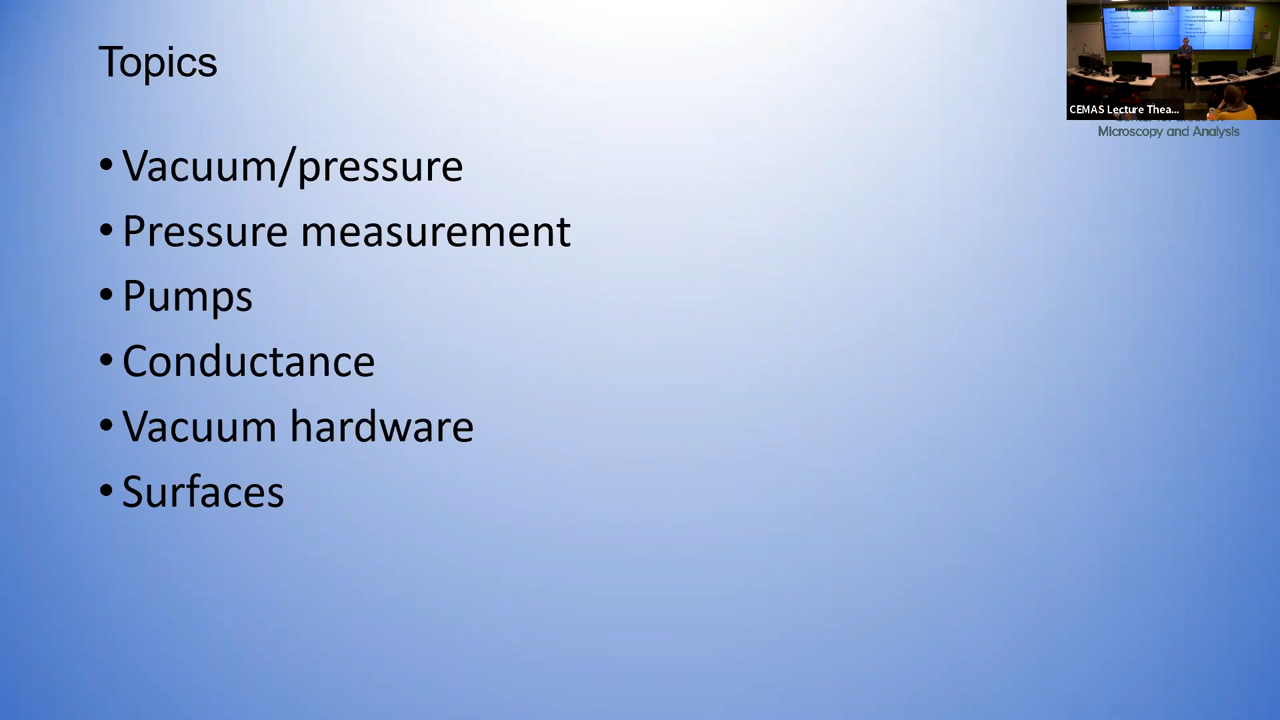 Topics
• Vacuum/pressure
• Pressure measurement
• Pumps
• Conductance
• Vacuum hardware
• Surfaces
CEMAS Lecture Thea...
Microscopy and Analysis